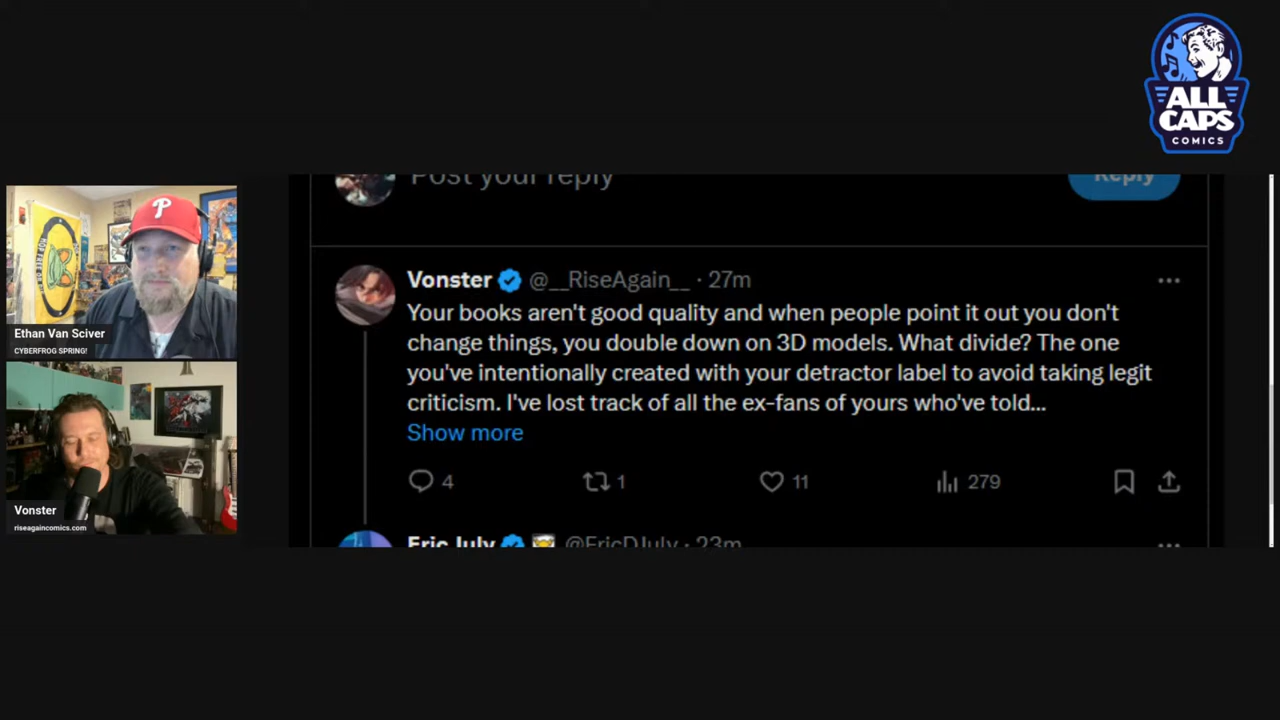 ALL
CAPS
COMICS
Post your reply
Reply
P
Ethan Van Sciver
CYBERFROG SPRING!
Vonster @__RiseAgain__ · 27m
Your books aren't good quality and when people point it out you don't
change things, you double down on 3D models. What divide? The one
you've intentionally created with your detractor label to avoid taking legit
criticism. I've lost track of all the ex-fans of yours who've told...
Show more
4 1 11 279
Vonster
riseagaincomics.com
Eric July @EricDJuly · 23m